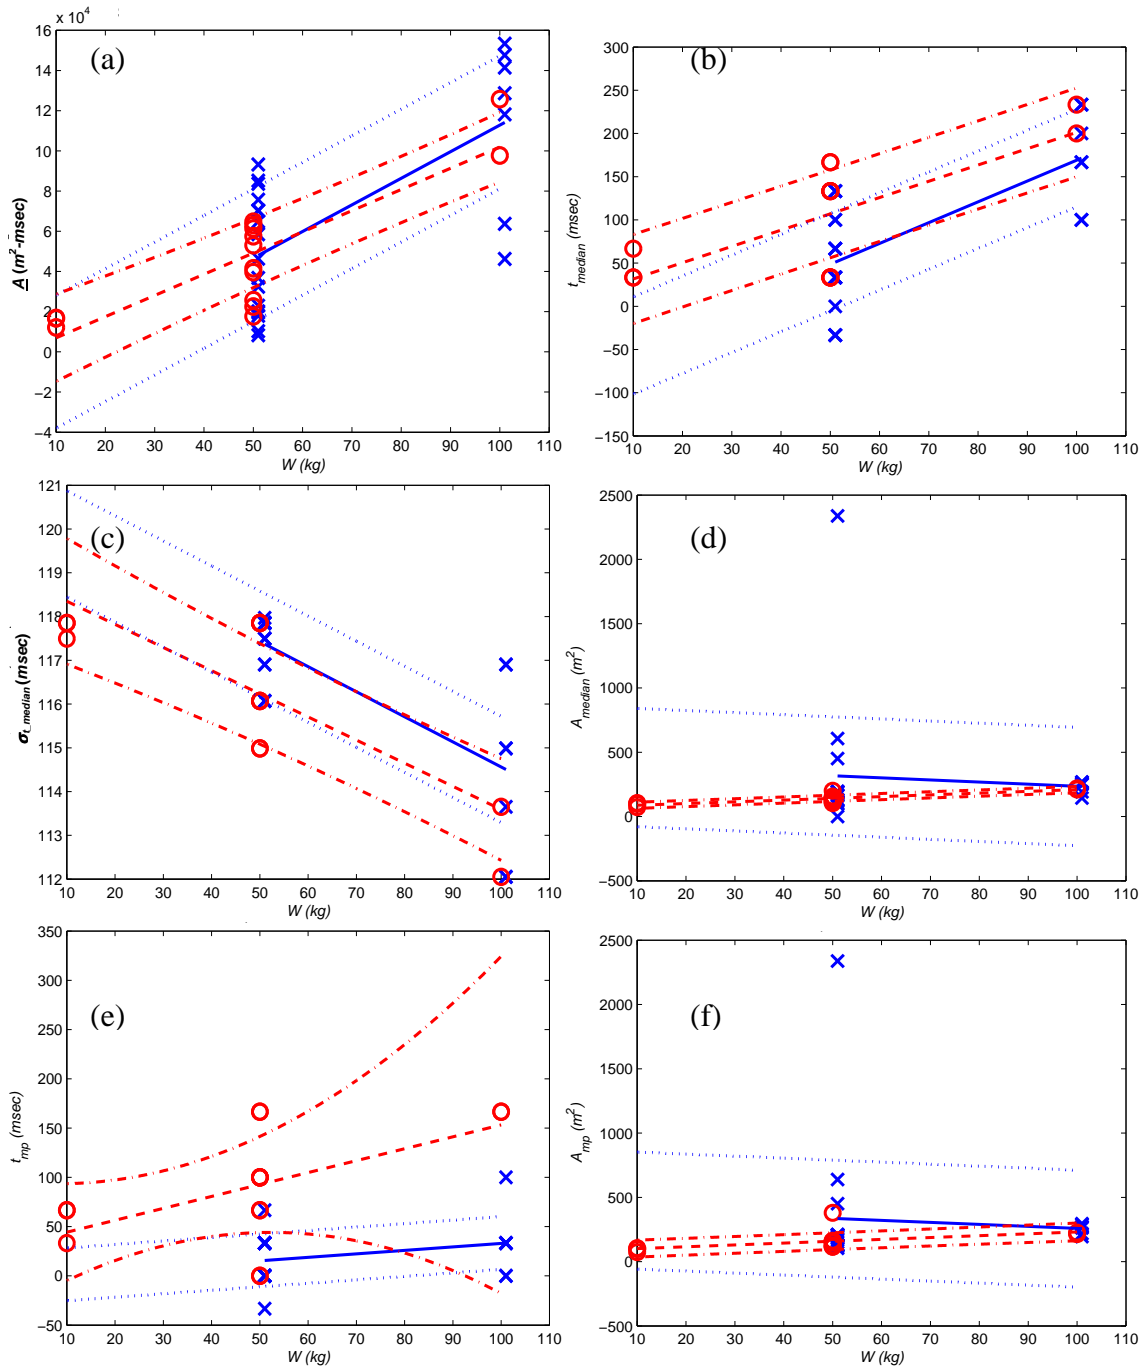 x 10⁴
(a)
16
14
12
10
8
6
4
2
0
−2
−4
A (m²-msec)
10 20 30 40 50 60 70 80 90 100 110
W (kg)
(b)
300
250
200
150
100
50
0
−50
−100
−150
t_median (msec)
10 20 30 40 50 60 70 80 90 100 110
W (kg)
(c)
121
120
119
118
117
116
115
114
113
112
σ_t_median (msec)
10 20 30 40 50 60 70 80 90 100 110
W (kg)
(d)
2500
2000
1500
1000
500
0
−500
A_median (m²)
10 20 30 40 50 60 70 80 90 100 110
W (kg)
(e)
350
300
250
200
150
100
50
0
−50
t_mp (msec)
10 20 30 40 50 60 70 80 90 100 110
W (kg)
(f)
2500
2000
1500
1000
500
0
−500
A_mp (m²)
10 20 30 40 50 60 70 80 90 100 110
W (kg)